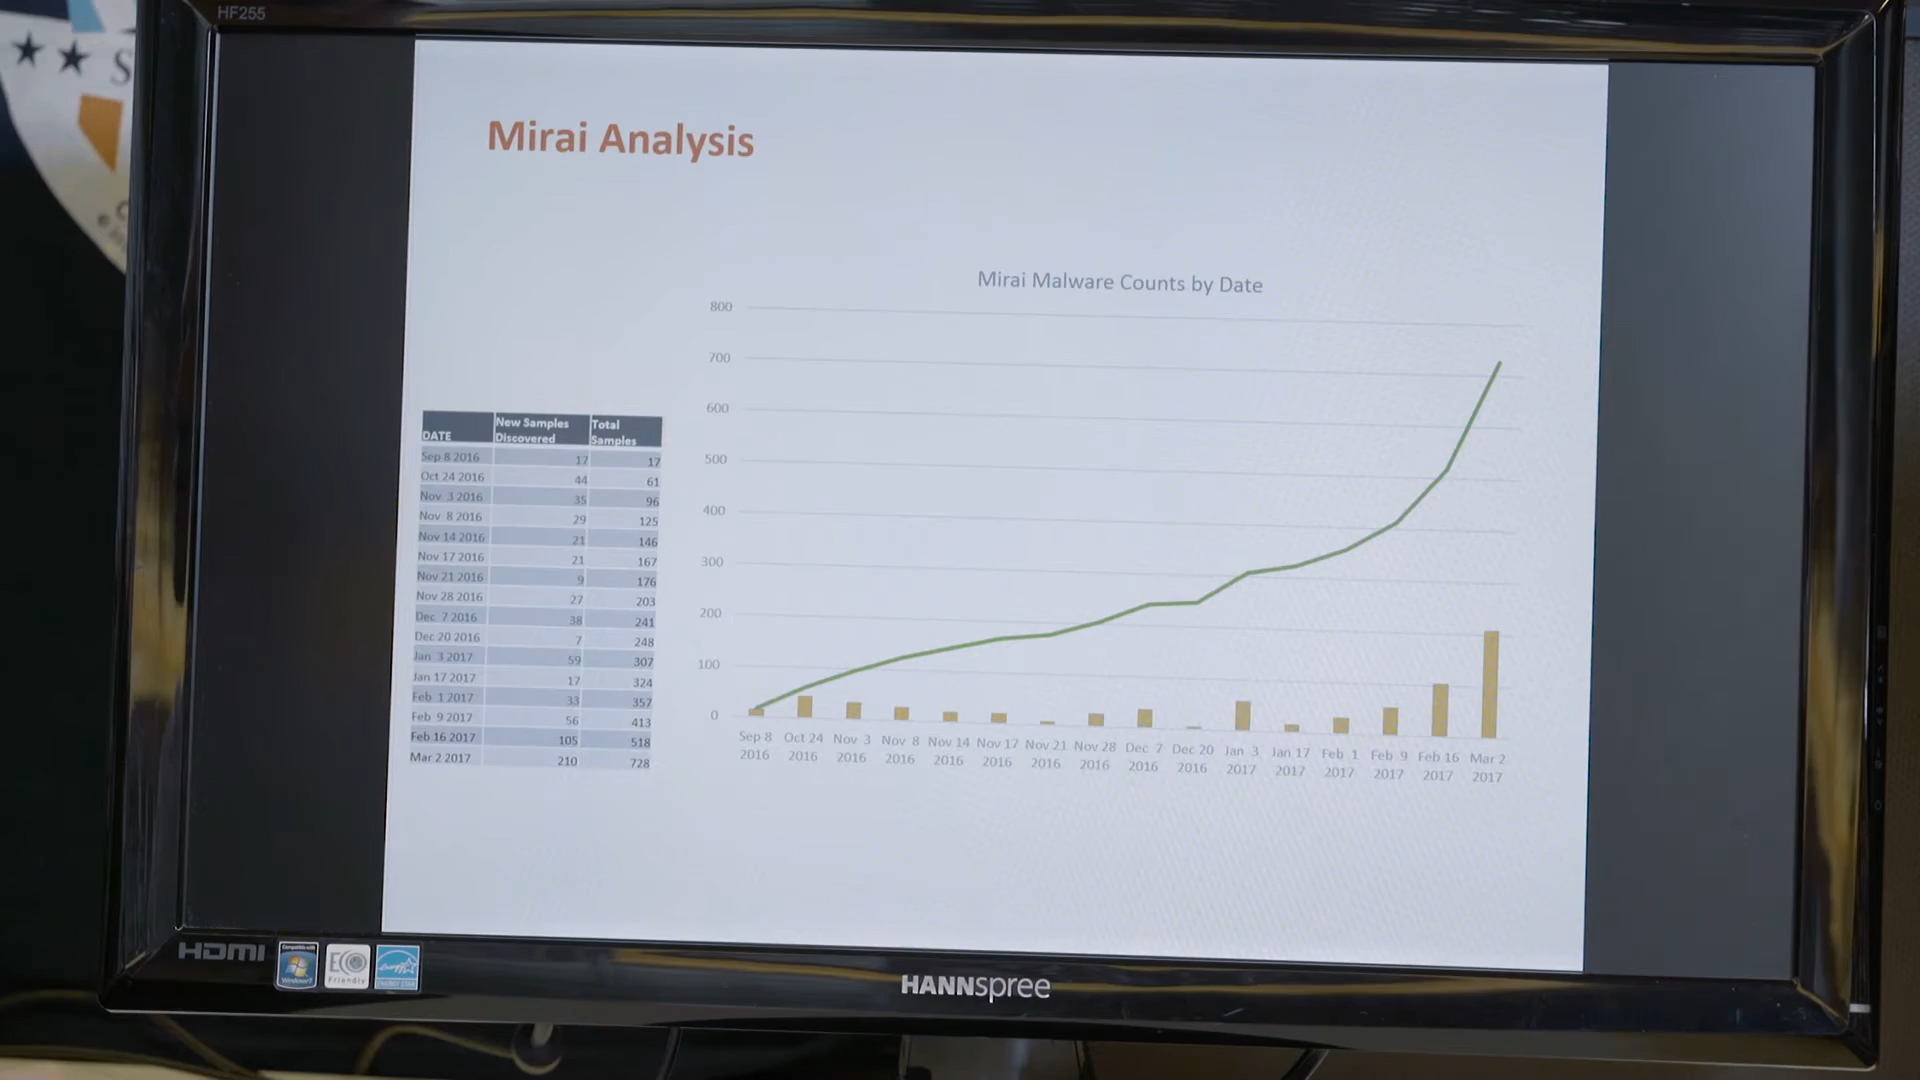 HF255
★ ★ S
Mirai Analysis
Mirai Malware Counts by Date
DATE New Samples Discovered Total Samples
Sep 8 2016 17 17
Oct 24 2016 44 61
Nov 3 2016 35 96
Nov 8 2016 29 125
Nov 14 2016 21 146
Nov 17 2016 21 167
Nov 21 2016 9 176
Nov 28 2016 27 203
Dec 7 2016 38 241
Dec 20 2016 7 248
Jan 3 2017 59 307
Jan 17 2017 17 324
Feb 1 2017 33 357
Feb 9 2017 56 413
Feb 16 2017 105 518
Mar 2 2017 210 728
800
700
600
500
400
300
200
100
0
Sep 8 Oct 24 Nov 3 Nov 8 Nov 14 Nov 17 Nov 21 Nov 28 Dec 7 Dec 20 Jan 3 Jan 17 Feb 1 Feb 9 Feb 16 Mar 2
2016 2016 2016 2016 2016 2016 2016 2016 2016 2016 2017 2017 2017 2017 2017 2017
HDMI
ECO
Friendly
ENERGY STAR
HANNspree